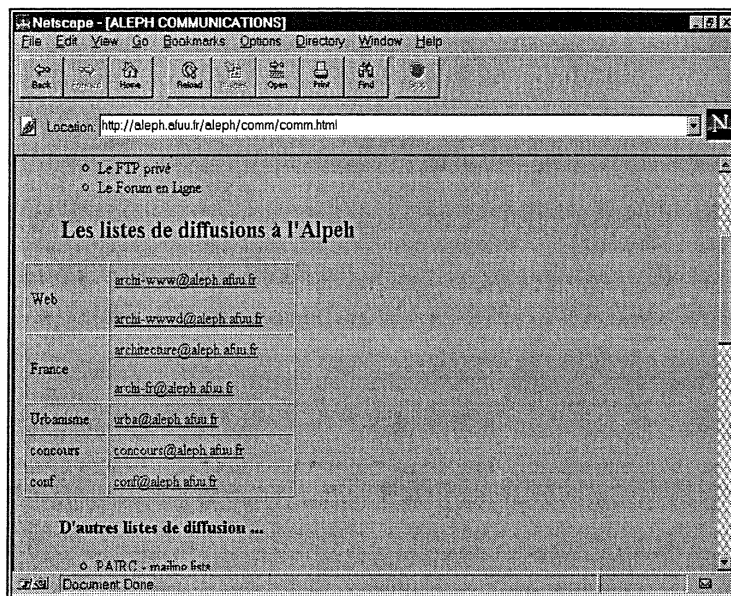 Netscape - [ALEPH COMMUNICATIONS]
File Edit View Go Bookmarks Options Directory Window Help
Back Forward Home Reload Images Open Print Find Stop
Location: http://aleph.afuu.fr/aleph/comm/comm.html
N
Le FTP privé
Le Forum en Ligne
Les listes de diffusions à l'Alpeh
Web
archi-www@aleph.afuu.fr
archi-wwwd@aleph.afuu.fr
France
architecture@aleph.afuu.fr
archi-fr@aleph.afuu.fr
Urbanisme urba@aleph.afuu.fr
concours concours@aleph.afuu.fr
conf conf@aleph.afuu.fr
D'autres listes de diffusion ...
PAIRC - mailing lists
Document Done